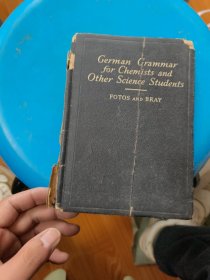 German Grammar
for Chemists and
Other Science Students
FOTOS AND BRAY